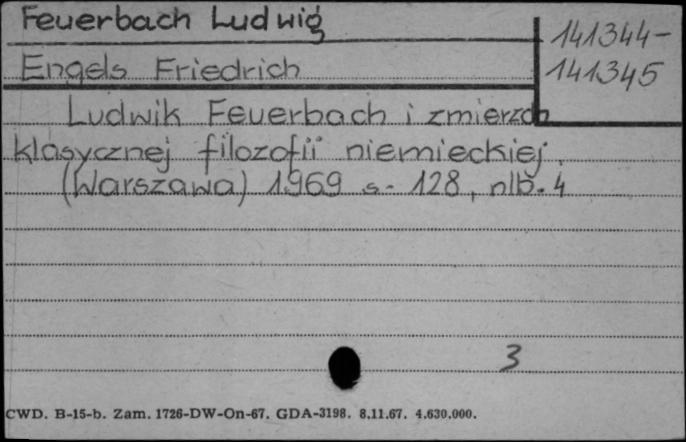 Feuerbach Ludwig
141344-
Engels Friedrich
141345
Ludwik Feuerbach i zmierzch
klasycznej filozofii niemieckiej.
(Warszawa) 1969 s. 128, nlb. 4
3
CWD. B-15-b. Zam. 1726-DW-On-67. GDA-3198. 8.11.67. 4.630.000.